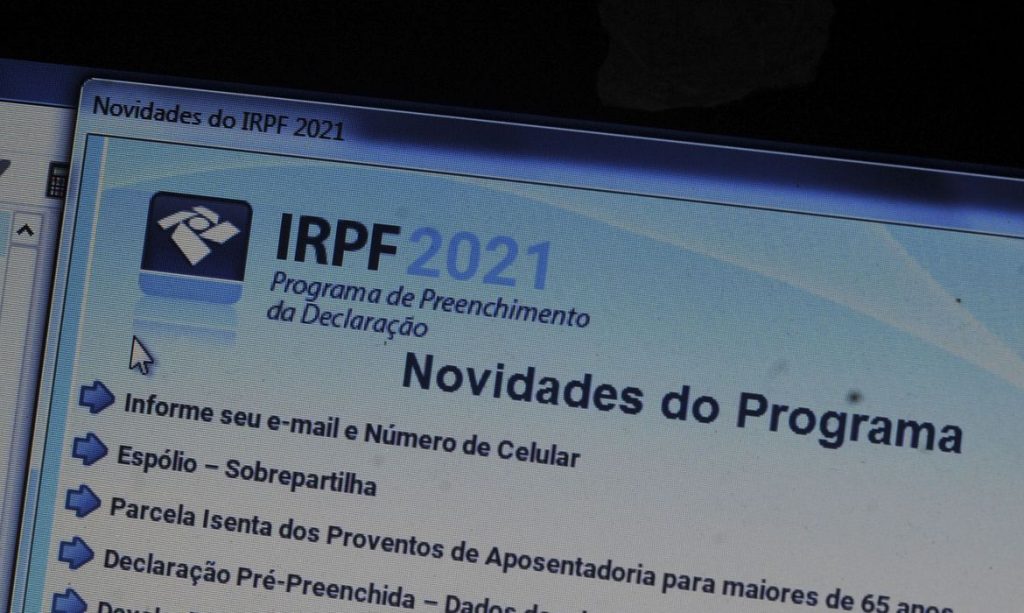 Novidades do IRPF 2021
IRPF 2021
Programa de Preenchimento
da Declaração
Novidades do Programa
Informe seu e-mail e Número de Celular
Espólio – Sobrepartilha
Parcela Isenta dos Proventos de Aposentadoria para maiores de 65 anos
Declaração Pré-Preenchida – Dados